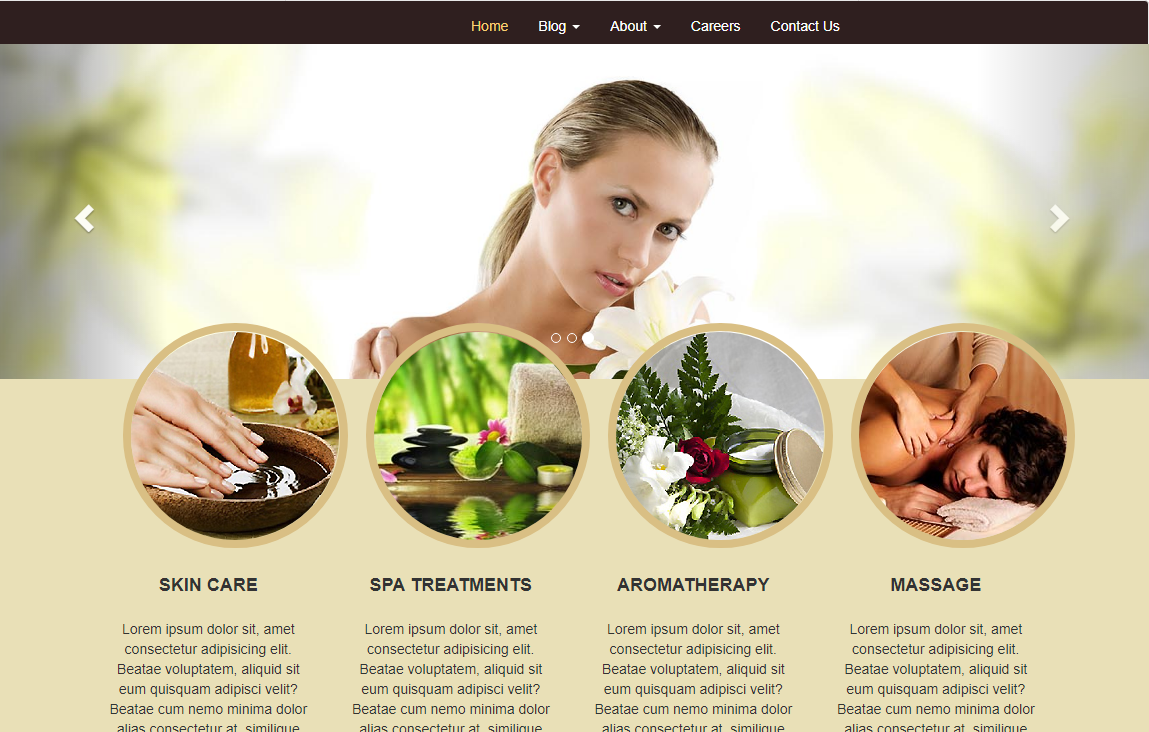 Home Blog About Careers Contact Us
SKIN CARE
Lorem ipsum dolor sit, amet
consectetur adipisicing elit.
Beatae voluptatem, aliquid sit
eum quisquam adipisci velit?
Beatae cum nemo minima dolor
alias consectetur at, similique
SPA TREATMENTS
Lorem ipsum dolor sit, amet
consectetur adipisicing elit.
Beatae voluptatem, aliquid sit
eum quisquam adipisci velit?
Beatae cum nemo minima dolor
alias consectetur at, similique
AROMATHERAPY
Lorem ipsum dolor sit, amet
consectetur adipisicing elit.
Beatae voluptatem, aliquid sit
eum quisquam adipisci velit?
Beatae cum nemo minima dolor
alias consectetur at, similique
MASSAGE
Lorem ipsum dolor sit, amet
consectetur adipisicing elit.
Beatae voluptatem, aliquid sit
eum quisquam adipisci velit?
Beatae cum nemo minima dolor
alias consectetur at, similique